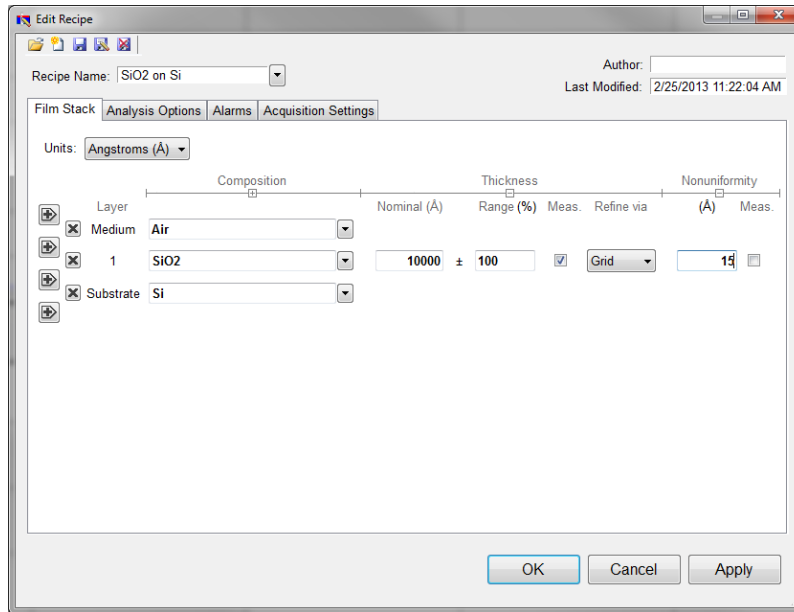 Edit Recipe
Author:
Recipe Name: SiO2 on Si
Last Modified: 2/25/2013 11:22:04 AM
Film Stack Analysis Options Alarms Acquisition Settings
Units: Angstroms (Å)
Composition Thickness Nonuniformity
Layer Nominal (Å) Range (%) Meas. Refine via (Å) Meas.
Medium Air
1 SiO2 10000 ± 100 Grid 15
Substrate Si
OK Cancel Apply